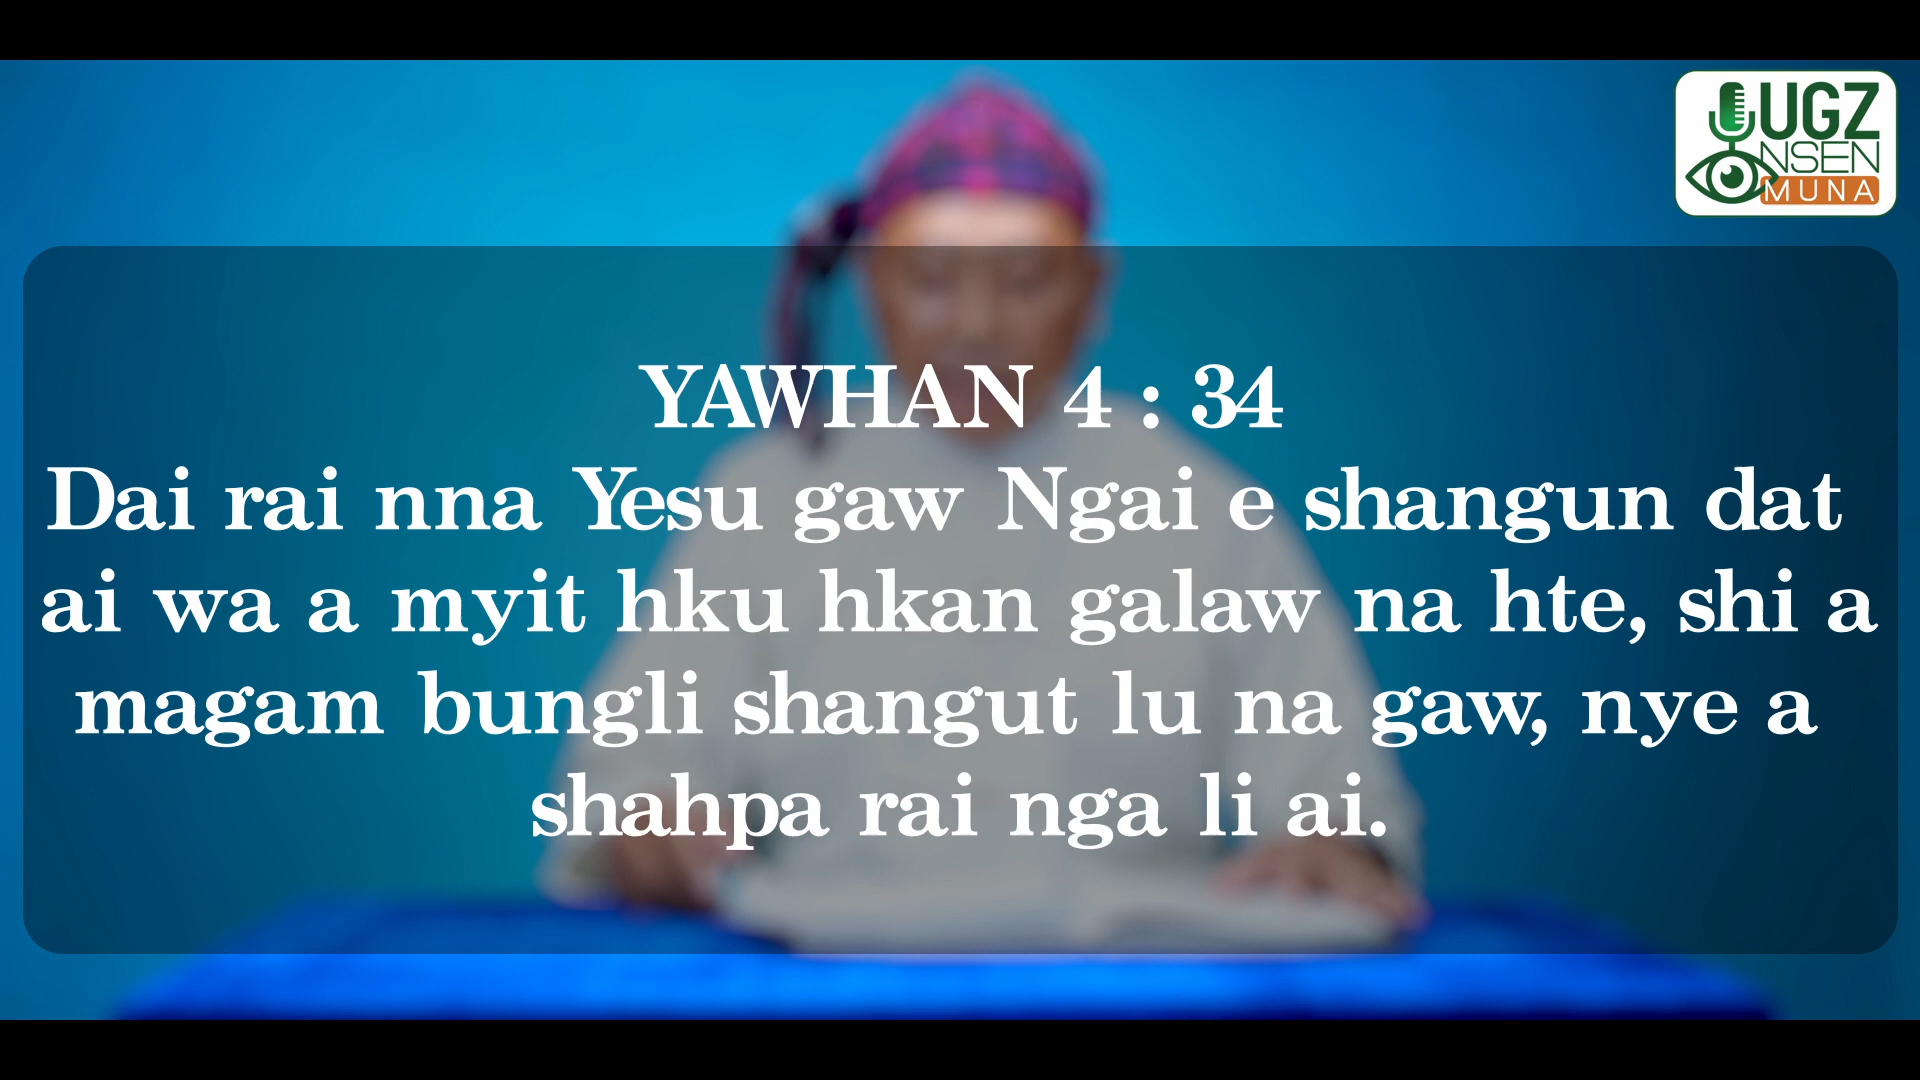 UGZ
NSEN
MUNA
YAWHAN 4 : 34
Dai rai nna Yesu gaw Ngai e shangun dat
ai wa a myit hku hkan galaw na hte, shi a
magam bungli shangut lu na gaw, nye a
shahpa rai nga li ai.